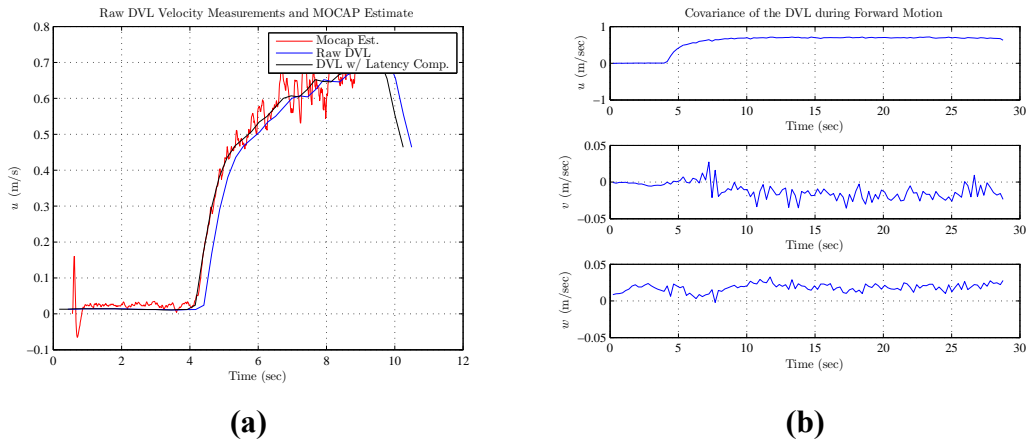 Raw DVL Velocity Measurements and MOCAP Estimate
0.8
0.7
0.6
0.5
0.4
0.3
0.2
0.1
0
−0.1
u (m/s)
Mocap Est.
Raw DVL
DVL w/ Latency Comp.
0 2 4 6 8 10 12
Time (sec)
(a)
Covariance of the DVL during Forward Motion
1
0
−1
u (m/sec)
0 5 10 15 20 25 30
Time (sec)
0.05
0
−0.05
v (m/sec)
0 5 10 15 20 25 30
Time (sec)
0.05
0
0.05
w (m/sec)
0 5 10 15 20 25 30
Time (sec)
(b)